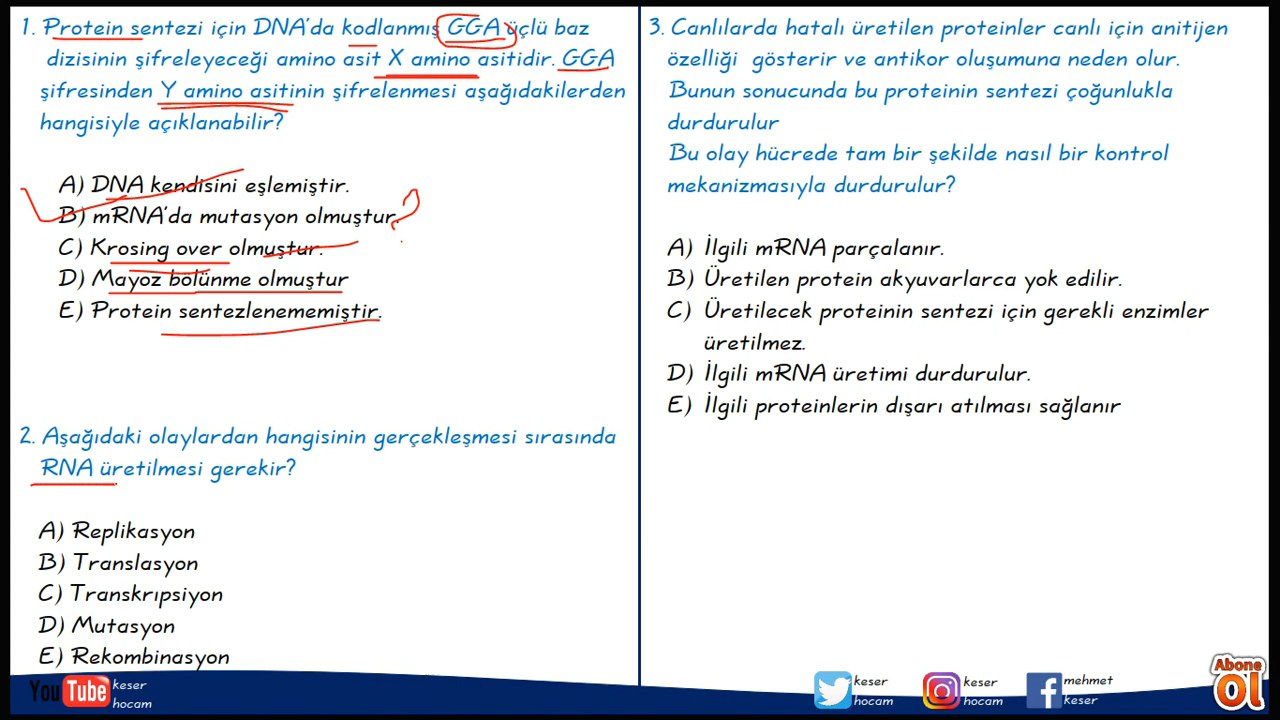 1. Protein sentezi için DNA'da kodlanmış GGA üçlü baz
dizisinin şifreleyeceği amino asit X amino asitidir. GGA
şifresinden Y amino asitinin şifrelenmesi aşağıdakilerden
hangisiyle açıklanabilir?
A) DNA kendisini eşlemiştir.
B) mRNA'da mutasyon olmuştur.
?
C) Krosing over olmuştur.
D) Mayoz bölünme olmuştur
E) Protein sentezlenememiştir.
2. Aşağıdaki olaylardan hangisinin gerçekleşmesi sırasında
RNA üretilmesi gerekir?
A) Replikasyon
B) Translasyon
C) Transkrıpsiyon
D) Mutasyon
E) Rekombinasyon
3. Canlılarda hatalı üretilen proteinler canlı için anitijen
özelliği gösterir ve antikor oluşumuna neden olur.
Bunun sonucunda bu proteinin sentezi çoğunlukla
durdurulur
Bu olay hücrede tam bir şekilde nasıl bir kontrol
mekanizmasıyla durdurulur?
A) İlgili mRNA parçalanır.
B) Üretilen protein akyuvarlarca yok edilir.
C) Üretilecek proteinin sentezi için gerekli enzimler
üretilmez.
D) İlgili mRNA üretimi durdurulur.
E) İlgili proteinlerin dışarı atılması sağlanır
You Tube keser
hocam
keser
hocam
keser
hocam
mehmet
keser
Abone
OL